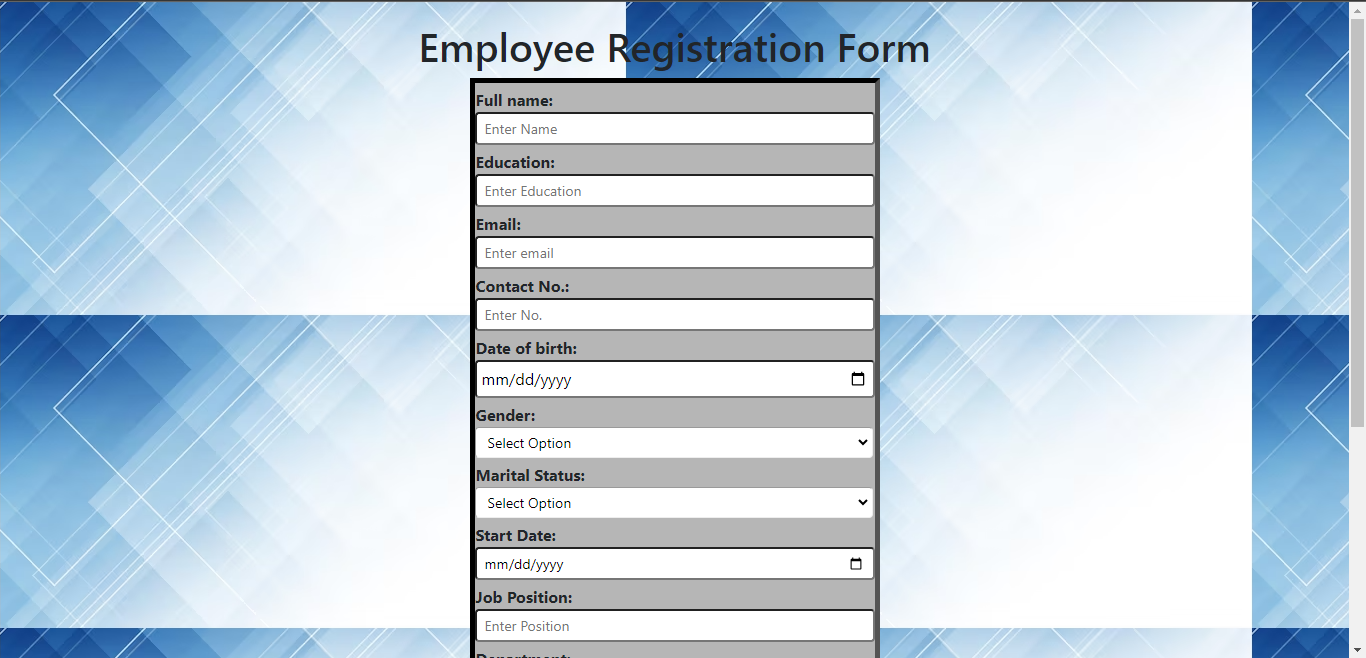 Employee Registration Form
Full name:
Enter Name
Education:
Enter Education
Email:
Enter email
Contact No.:
Enter No.
Date of birth:
mm/dd/yyyy
Gender:
Select Option
Marital Status:
Select Option
Start Date:
mm/dd/yyyy
Job Position:
Enter Position
Department: